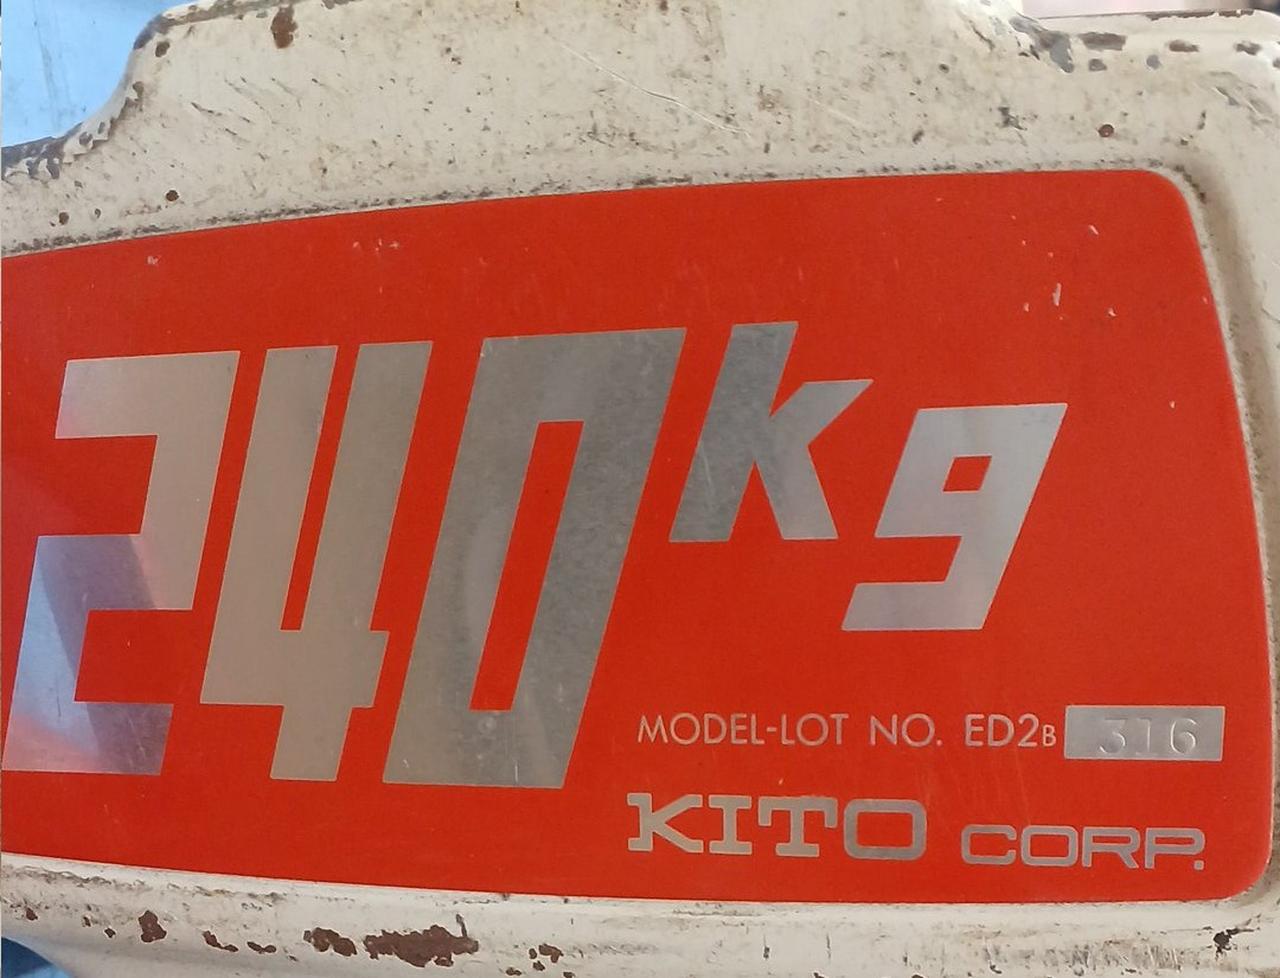 240kg
MODEL-LOT NO. ED2B 316
KITO CORP.